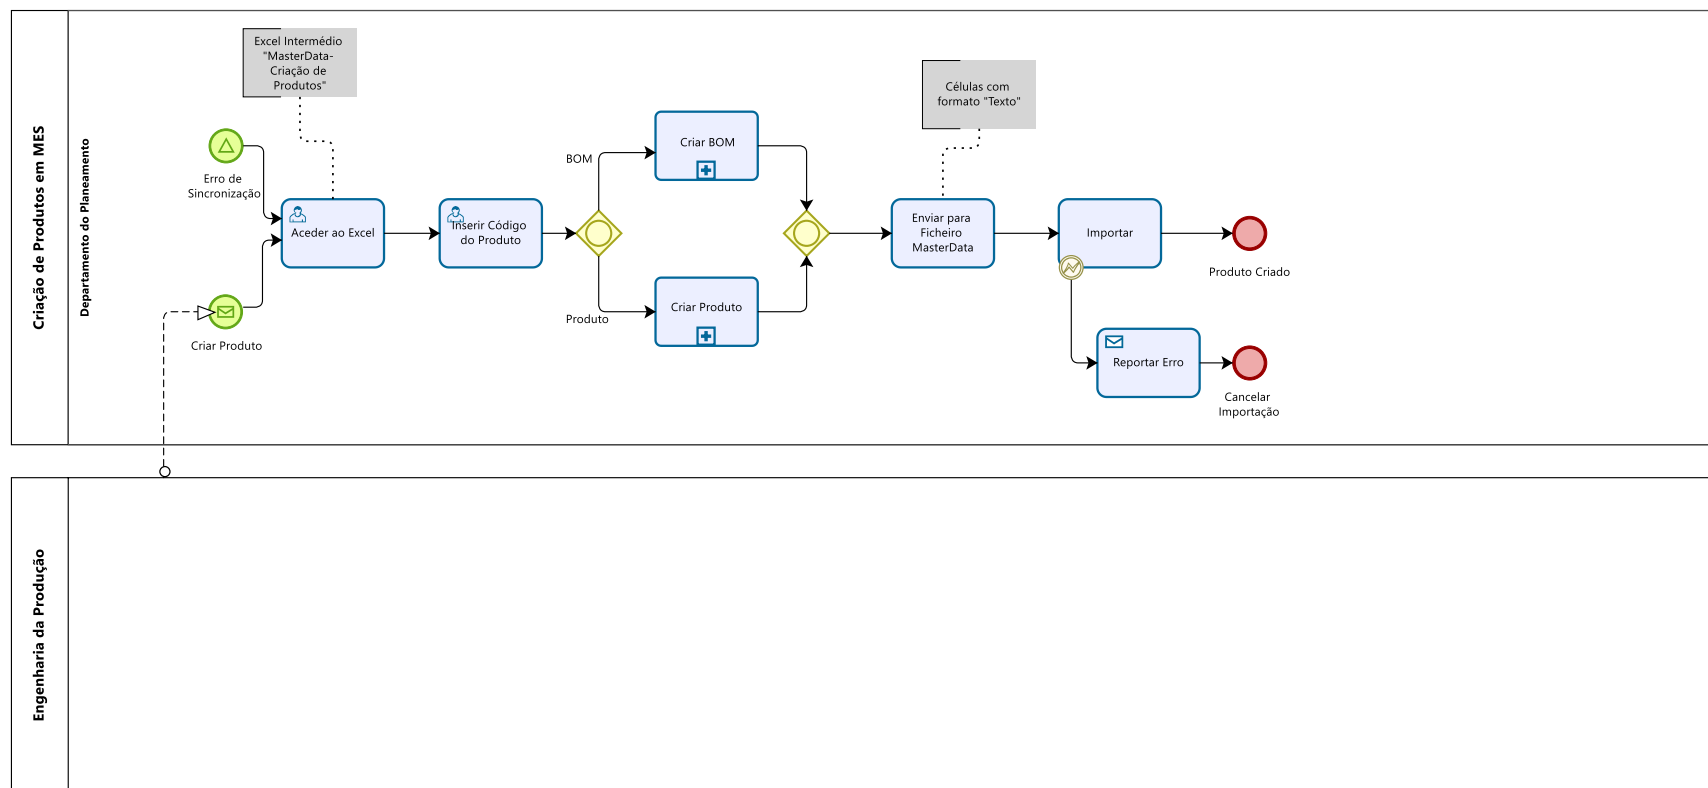 Criação de Produtos em MES
Departamento do Planeamento
Excel Intermédio
"MasterData-
Criação de
Produtos"
Erro de
Sincronização
Criar Produto
Aceder ao Excel
Inserir Código
do Produto
BOM
Produto
Criar BOM
Criar Produto
Células com
formato "Texto"
Enviar para
Ficheiro
MasterData
Importar
Produto Criado
Reportar Erro
Cancelar
Importação
Engenharia da Produção